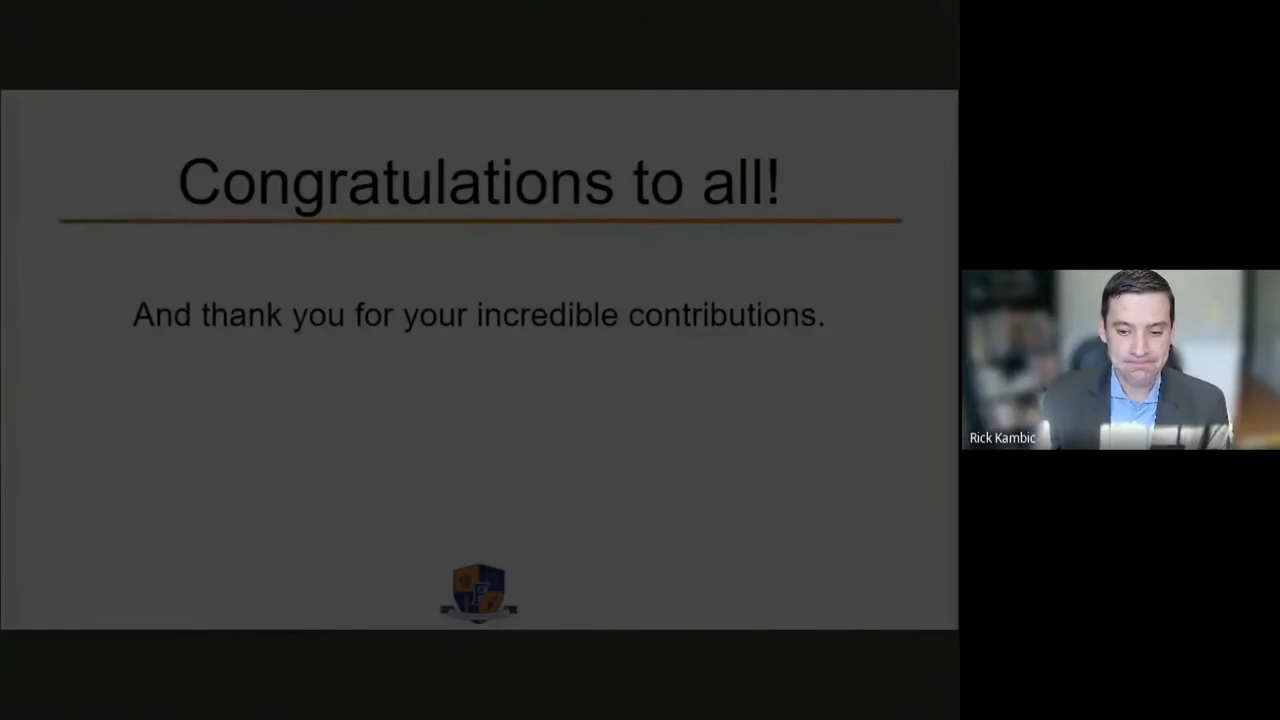 Congratulations to all!
And thank you for your incredible contributions.
Rick Kambic